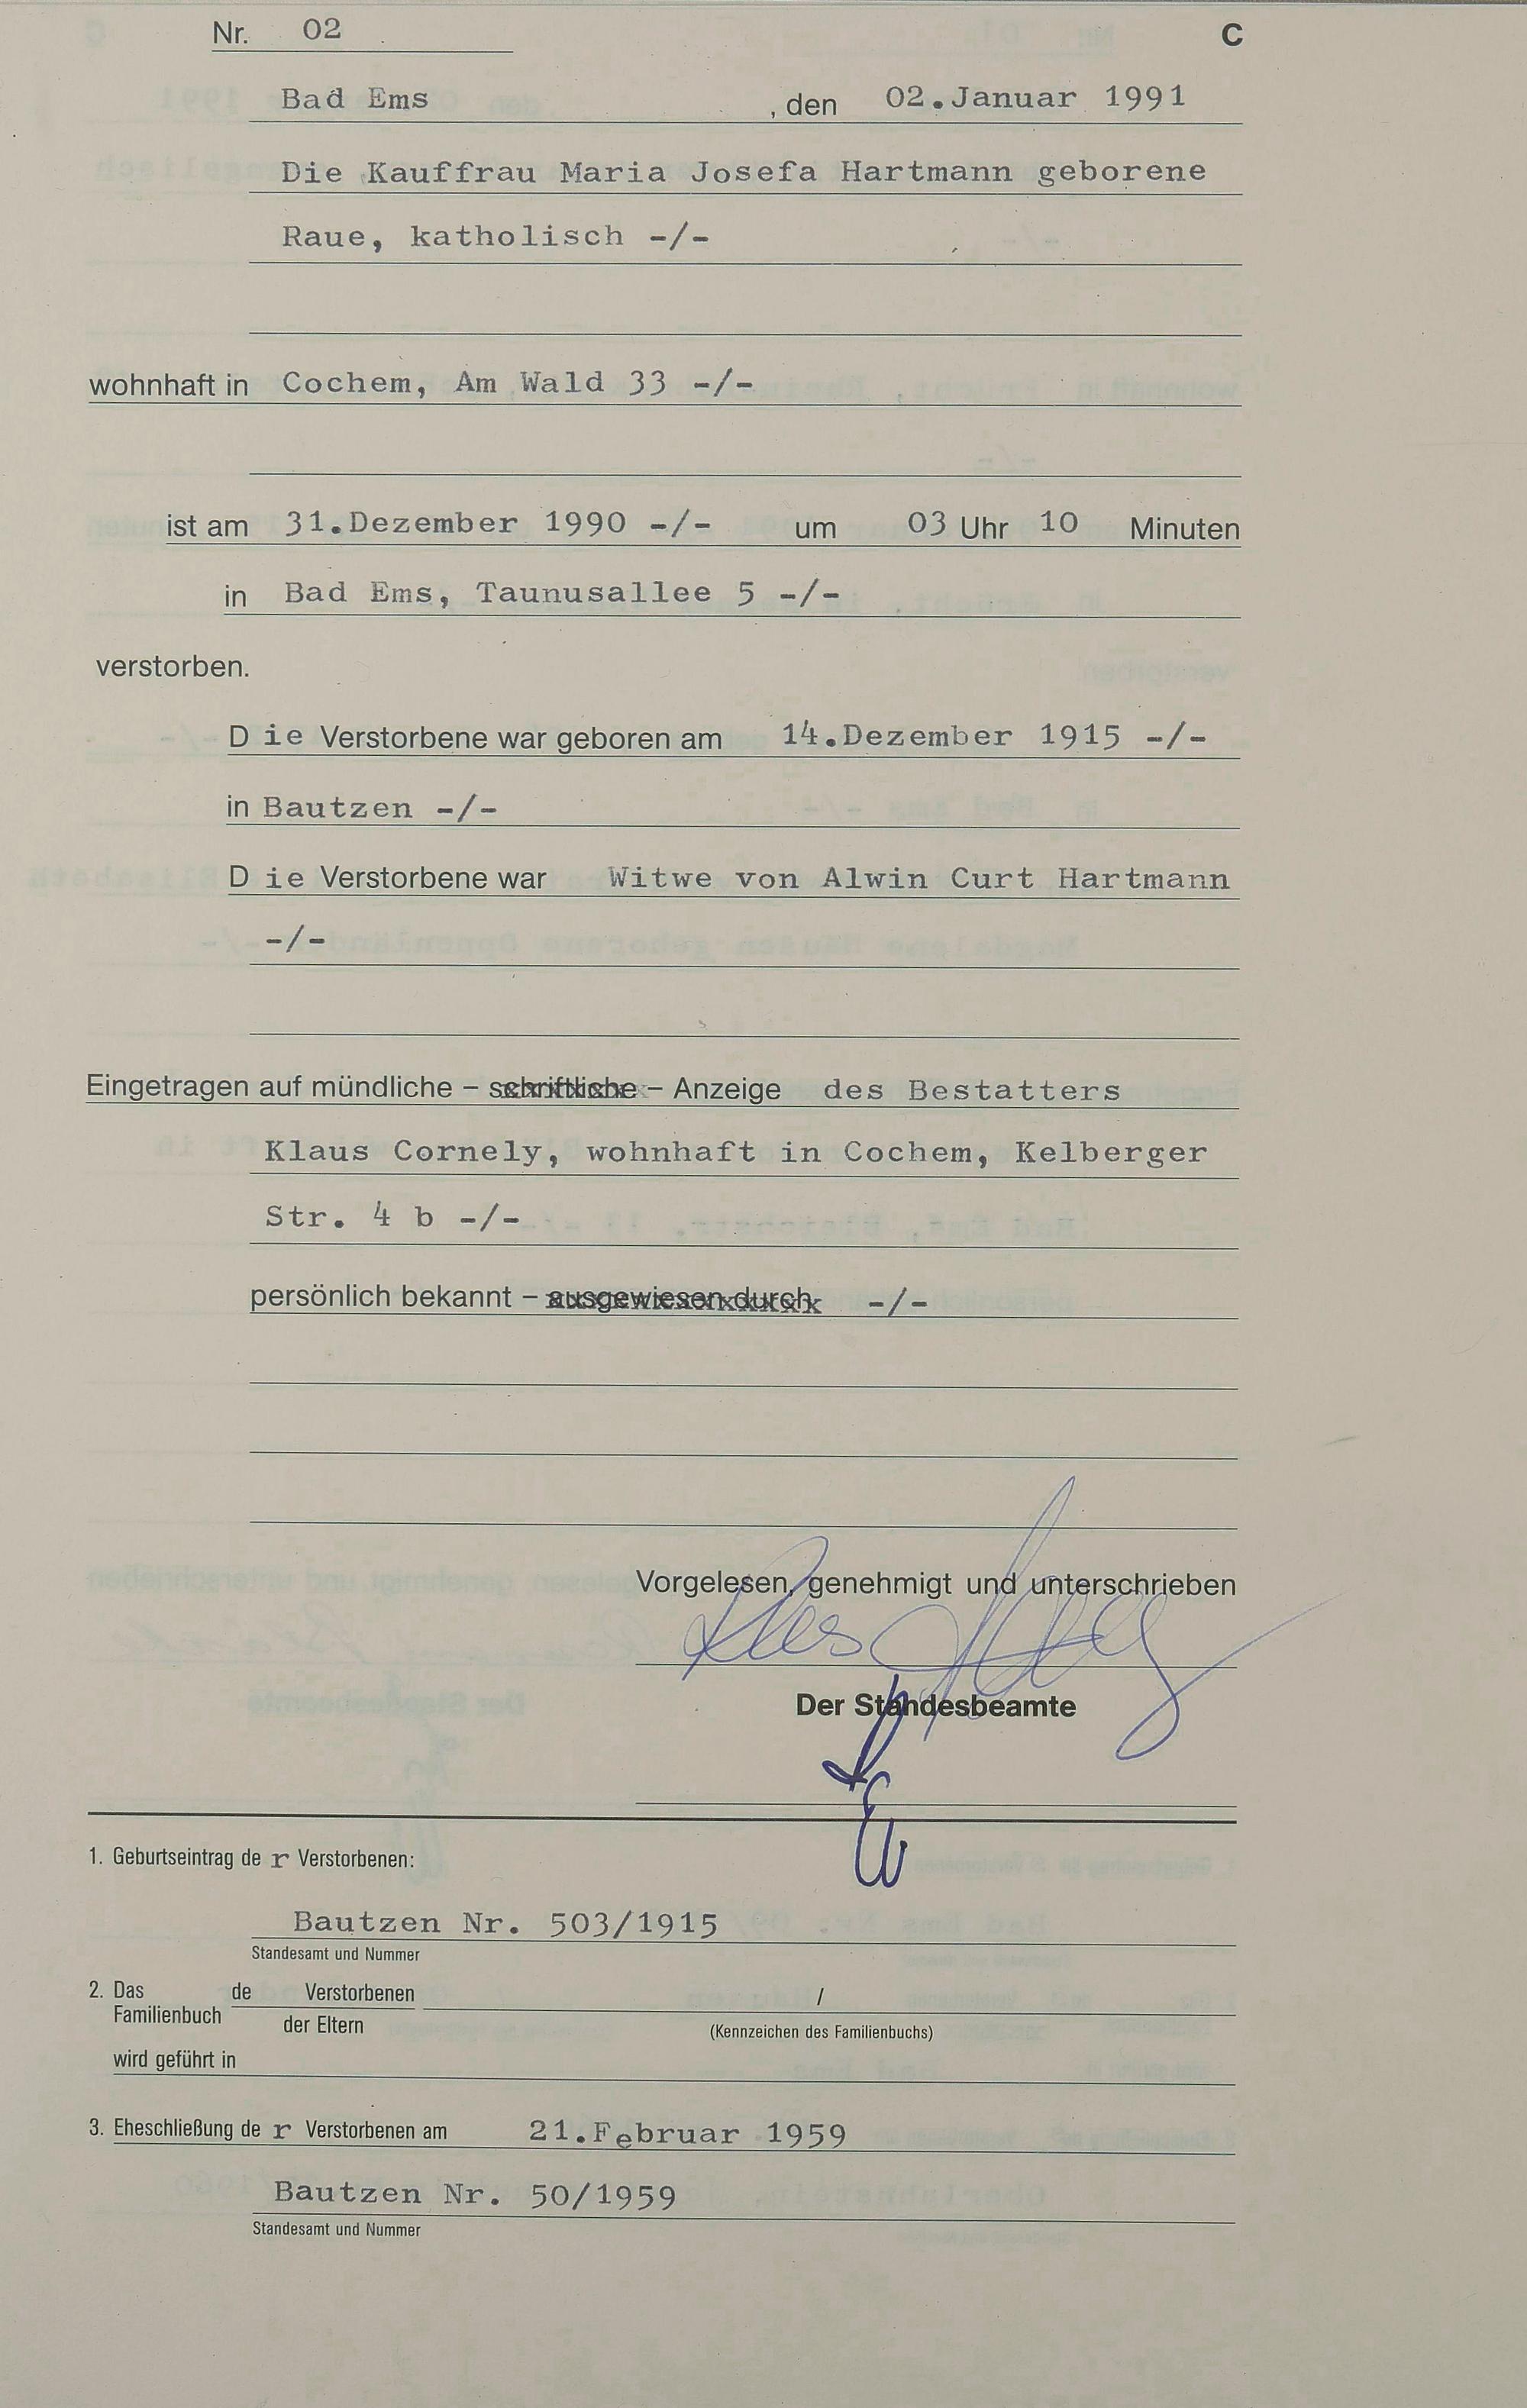 Nr. 02 C
Bad Ems , den 02.Januar 1991
Die Kauffrau Maria Josefa Hartmann geborene
Raue, katholisch -/-
wohnhaft in Cochem, Am Wald 33 -/-
ist am 31.Dezember 1990 -/- um 03 Uhr 10 Minuten
in Bad Ems, Taunusallee 5 -/-
verstorben.
Die Verstorbene war geboren am 14.Dezember 1915 -/-
in Bautzen -/-
Die Verstorbene war Witwe von Alwin Curt Hartmann
-/-
Eingetragen auf mündliche – schriftliche – Anzeige des Bestatters
Klaus Cornely, wohnhaft in Cochem, Kelberger
Str. 4 b -/-
persönlich bekannt – ausgewiesen durch -/-
Vorgelesen, genehmigt und unterschrieben
Der Standesbeamte
1. Geburtseintrag der Verstorbenen:
Bautzen Nr. 503/1915
Standesamt und Nummer
2. Das de Verstorbenen /
Familienbuch der Eltern (Kennzeichen des Familienbuchs)
wird geführt in
3. Eheschließung der Verstorbenen am 21.Februar 1959
Bautzen Nr. 50/1959
Standesamt und Nummer